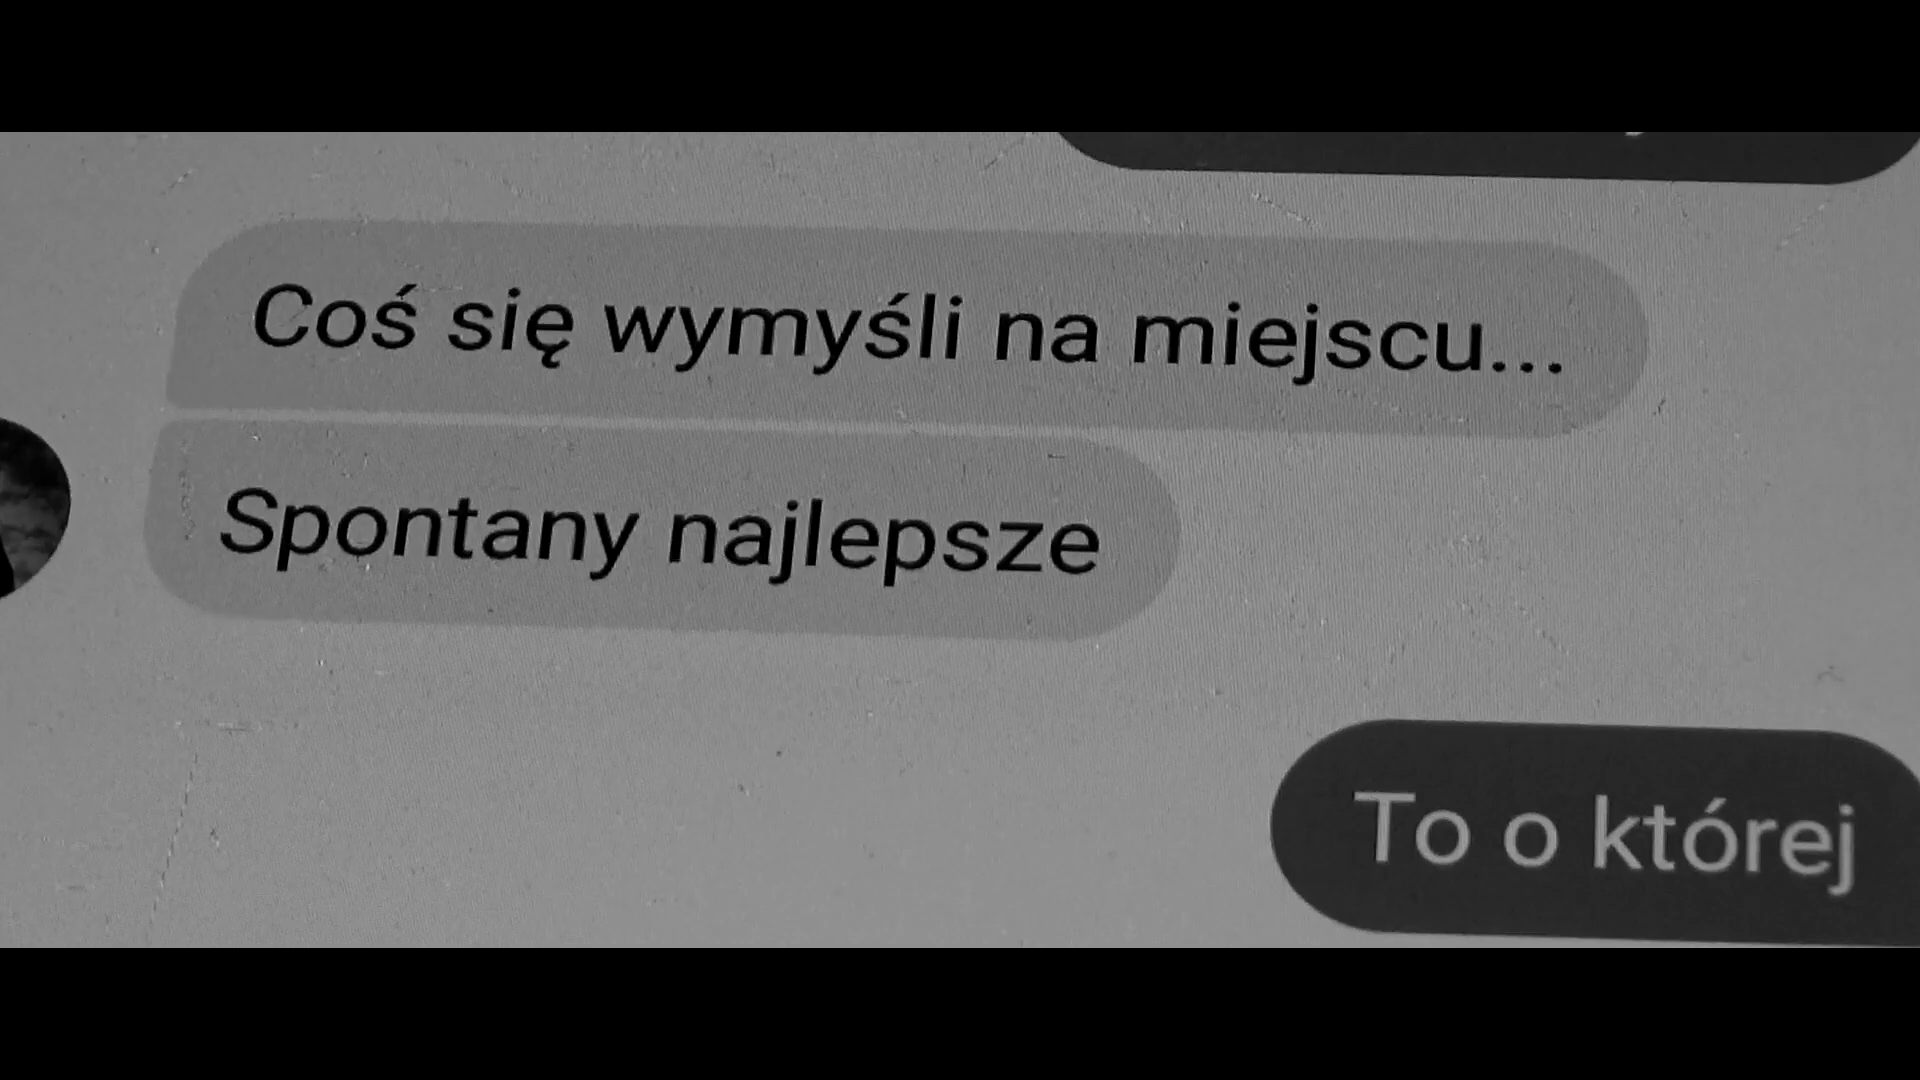 Coś się wymyśli na miejscu...
Spontany najlepsze
To o której